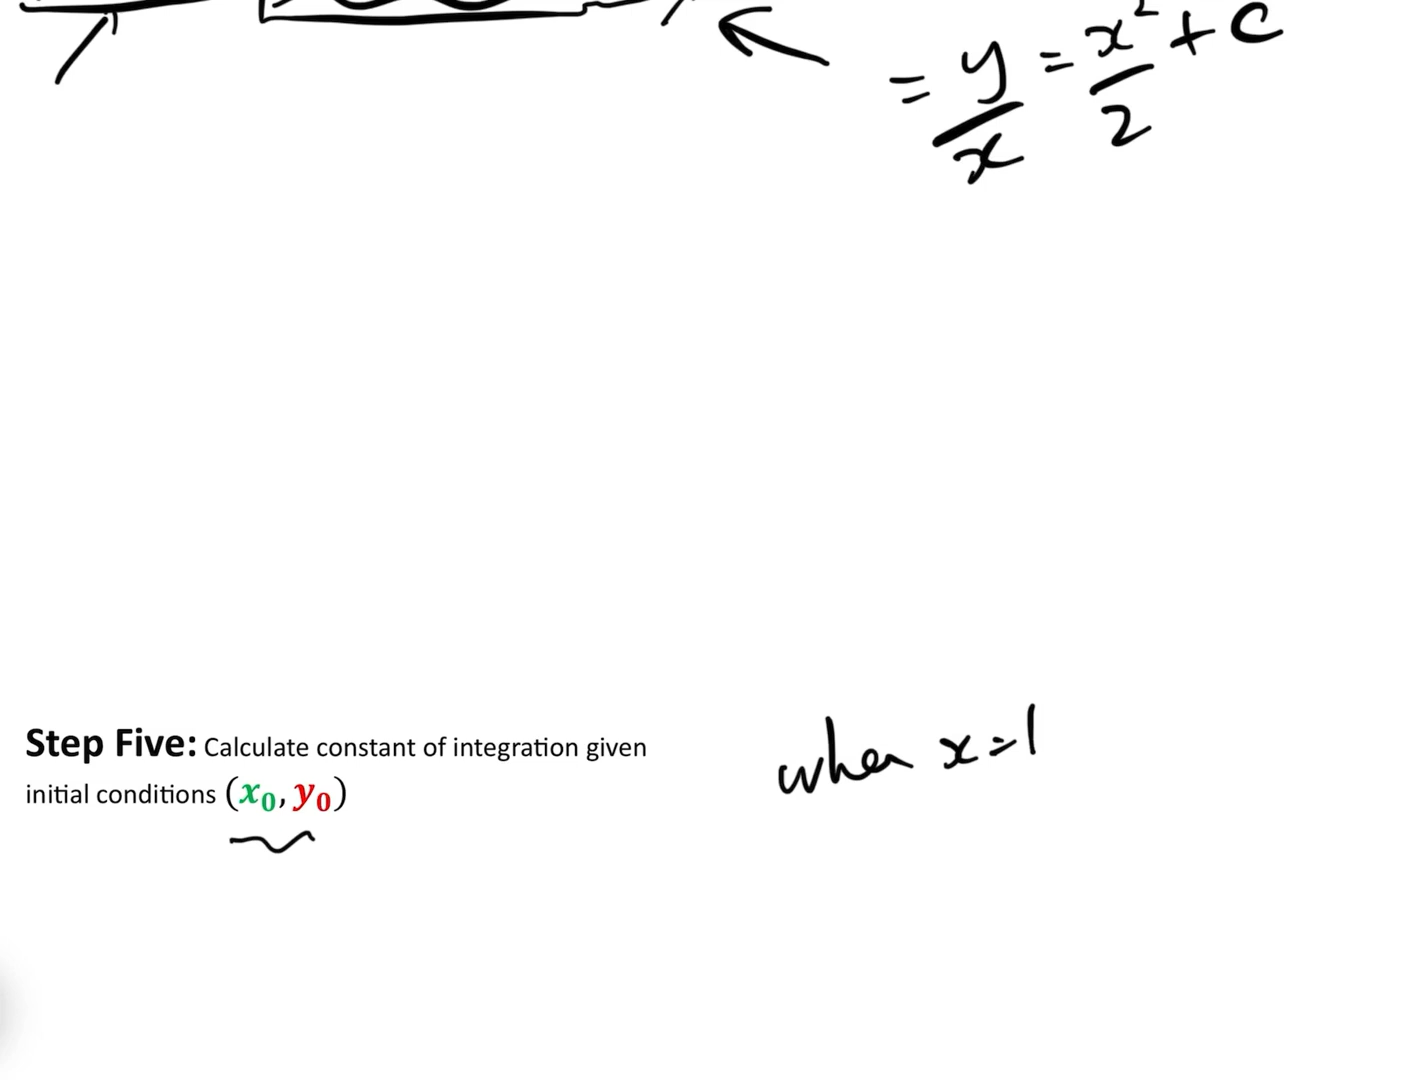 = y/x = x²/2 + c
Step Five: Calculate constant of integration given
initial conditions (x₀, y₀)
when x=1